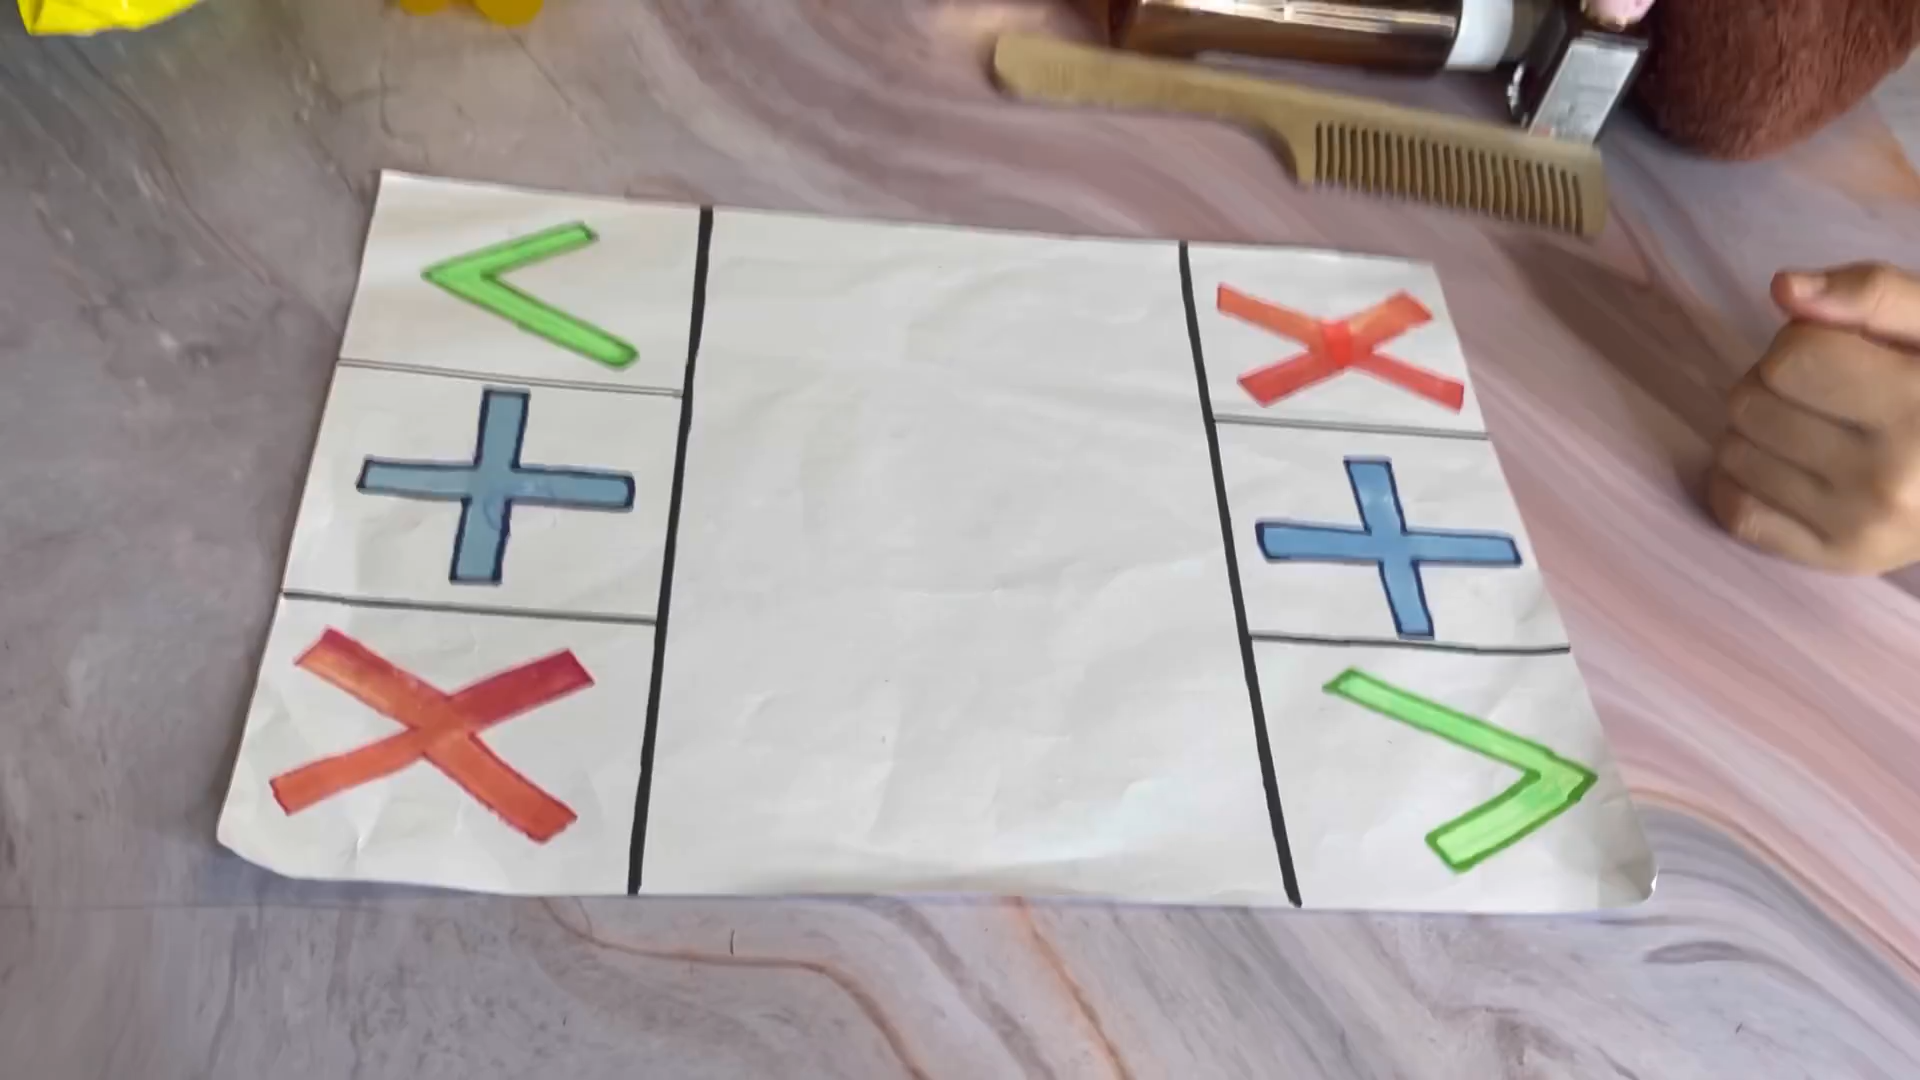 < ×
+ +
× >